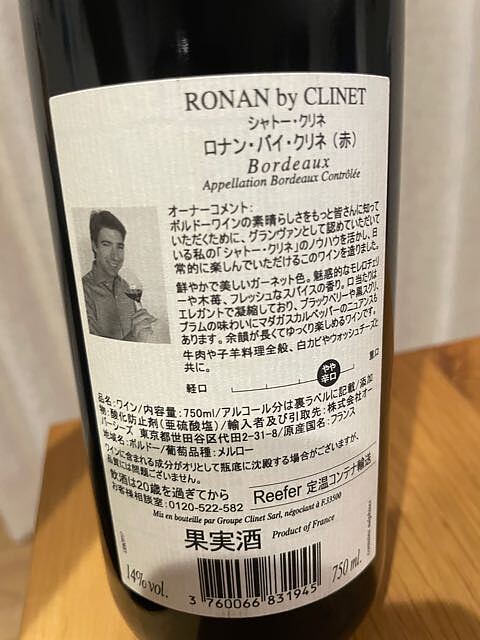 RONAN by CLINET
シャトー・クリネ
ロナン・バイ・クリネ（赤）
Bordeaux
Appellation Bordeaux Contrôlée
オーナーコメント:
ボルドーワインの素晴らしさをもっと皆さんに知って
いただくために、グランヴァンとして認めていただいて
いる私の「シャトー・クリネ」のノウハウを活かし、日
常的に楽しんでいただけるこのワインを造りました。
鮮やかで美しいガーネット色。魅惑的なモレロチェリ
ーや木苺、フレッシュなスパイスの香り。口当たりは
エレガントで凝縮しており、ブラックベリーや黒スグリ、
プラムの味わいにマダガスカルペッパーのニュアンスも
あります。余韻が長くてゆっくり楽しめるワインです。
牛肉や子羊料理全般、白カビやウォッシュチーズと
共に。
軽口 やや辛口 重口
品名:ワイン/内容量:750ml/アルコール分は裏ラベルに記載/添加
物:酸化防止剤(亜硫酸塩)/輸入者及び引取先:株式会社オー
バーシーズ 東京都世田谷区代田2-31-8/原産国名:フランス
地域名:ボルドー/葡萄品種:メルロー
ワインに含まれる成分がオリとして瓶底に沈殿する場合がございますが、
品質には問題ございません。
飲酒は20歳を過ぎてから
お客様相談室:0120-522-582
Reefer 定温コンテナ輸送
Mis en bouteille par Groupe Clinet Sarl, négociant à F.33500
果実酒 Product of France
14% vol.
750 ml.
3 760066 831945